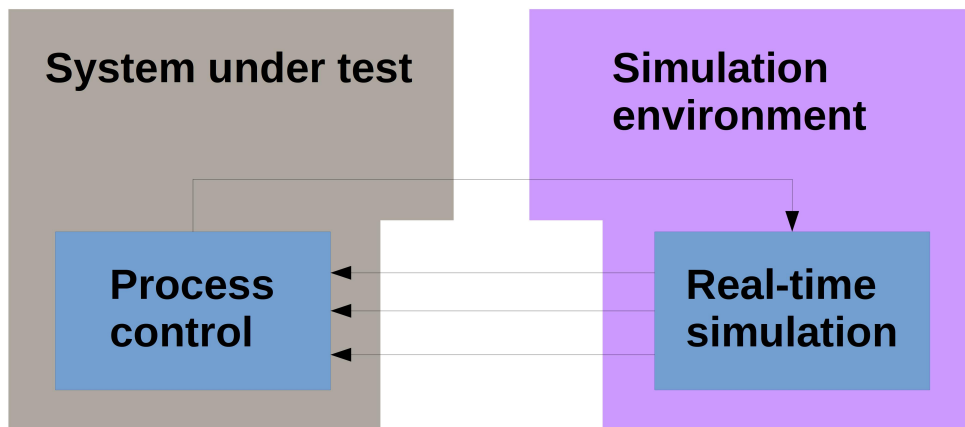 System under test
Simulation
environment
Process
control
Real-time
simulation